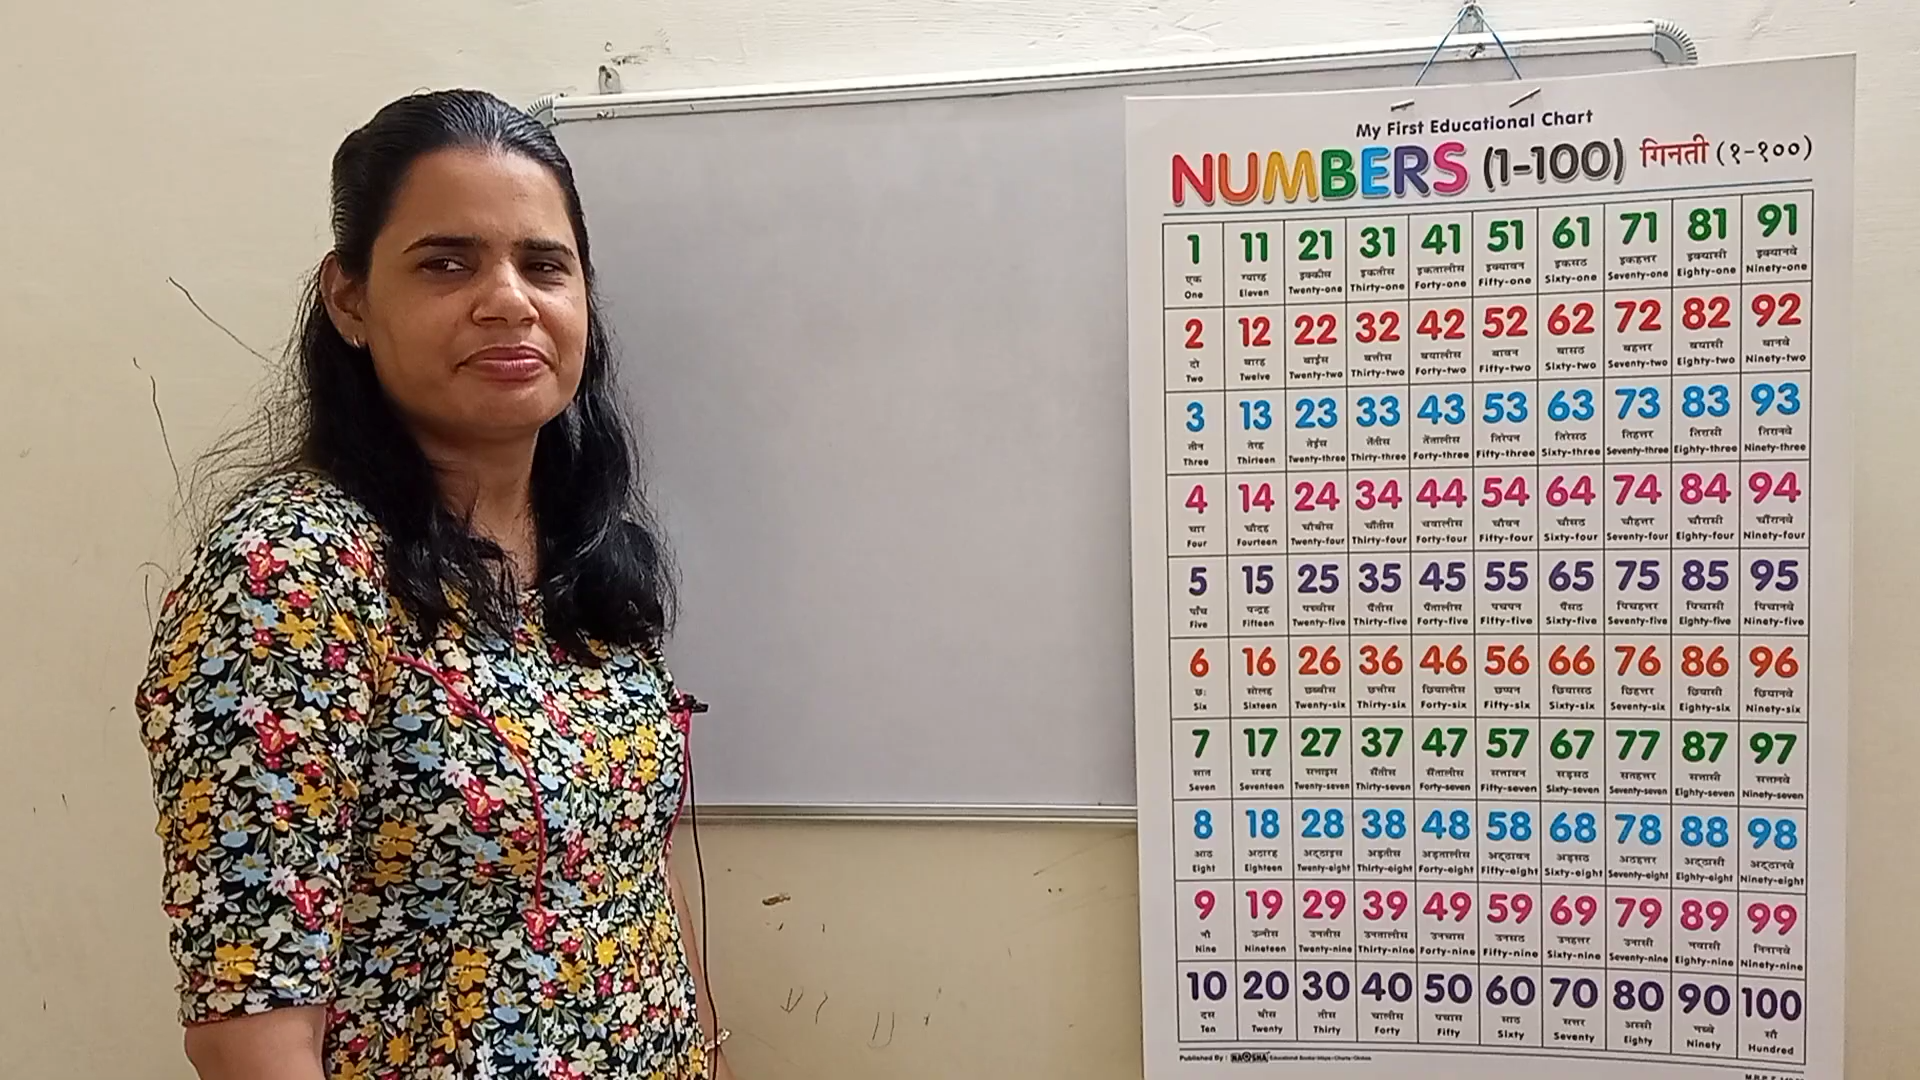 My First Educational Chart
NUMBERS (1-100) गिनती (१-१००)
1 11 21 31 41 51 61 71 81 91
एक ग्यारह इक्कीस इकतीस इकतालीस इक्यावन इकसठ इकहत्तर इक्यासी इक्यानवे
One Eleven Twenty-one Thirty-one Forty-one Fifty-one Sixty-one Seventy-one Eighty-one Ninety-one
2 12 22 32 42 52 62 72 82 92
दो बारह बाईस बत्तीस बयालीस बावन बासठ बहत्तर बयासी बानवे
Two Twelve Twenty-two Thirty-two Forty-two Fifty-two Sixty-two Seventy-two Eighty-two Ninety-two
3 13 23 33 43 53 63 73 83 93
तीन तेरह तेईस तेंतीस तेंतालीस तिरेपन तिरेसठ तिहत्तर तिरासी तिरानवे
Three Thirteen Twenty-three Thirty-three Forty-three Fifty-three Sixty-three Seventy-three Eighty-three Ninety-three
4 14 24 34 44 54 64 74 84 94
चार चौदह चौबीस चौंतीस चवालीस चौवन चौसठ चौहत्तर चौरासी चौंरानवे
Four Fourteen Twenty-four Thirty-four Forty-four Fifty-four Sixty-four Seventy-four Eighty-four Ninety-four
5 15 25 35 45 55 65 75 85 95
पाँच पन्द्रह पच्चीस पैंतीस पैंतालीस पचपन पैंसठ पिचहत्तर पिचासी पिचानवे
Five Fifteen Twenty-five Thirty-five Forty-five Fifty-five Sixty-five Seventy-five Eighty-five Ninety-five
6 16 26 36 46 56 66 76 86 96
छः सोलह छब्बीस छत्तीस छियालीस छप्पन छियासठ छिहत्तर छियासी छियानवे
Six Sixteen Twenty-six Thirty-six Forty-six Fifty-six Sixty-six Seventy-six Eighty-six Ninety-six
7 17 27 37 47 57 67 77 87 97
सात सत्रह सत्ताइस सैंतीस सैंतालीस सत्तावन सड़सठ सतहत्तर सत्तासी सत्तानवे
Seven Seventeen Twenty-seven Thirty-seven Forty-seven Fifty-seven Sixty-seven Seventy-seven Eighty-seven Ninety-seven
8 18 28 38 48 58 68 78 88 98
आठ अठारह अट्ठाइस अड़तीस अड़तालीस अट्ठावन अड़सठ अठहत्तर अट्ठासी अट्ठानवे
Eight Eighteen Twenty-eight Thirty-eight Forty-eight Fifty-eight Sixty-eight Seventy-eight Eighty-eight Ninety-eight
9 19 29 39 49 59 69 79 89 99
नौ उन्नीस उनतीस उनतालीस उनचास उनसठ उनहत्तर उनासी नवासी निनानवे
Nine Nineteen Twenty-nine Thirty-nine Forty-nine Fifty-nine Sixty-nine Seventy-nine Eighty-nine Ninety-nine
10 20 30 40 50 60 70 80 90 100
दस बीस तीस चालीस पचास साठ सत्तर अस्सी नब्बे सौ
Ten Twenty Thirty Forty Fifty Sixty Seventy Eighty Ninety Hundred
Published By :